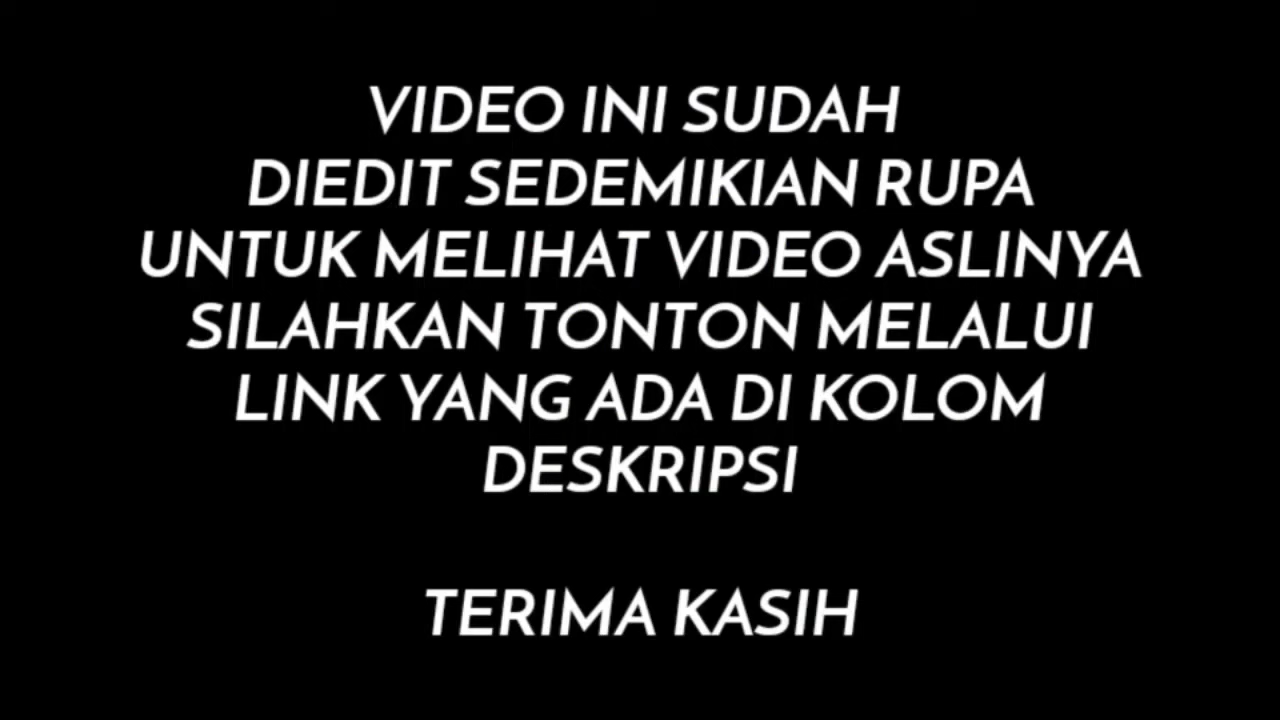 VIDEO INI SUDAH
DIEDIT SEDEMIKIAN RUPA
UNTUK MELIHAT VIDEO ASLINYA
SILAHKAN TONTON MELALUI
LINK YANG ADA DI KOLOM
DESKRIPSI
TERIMA KASIH